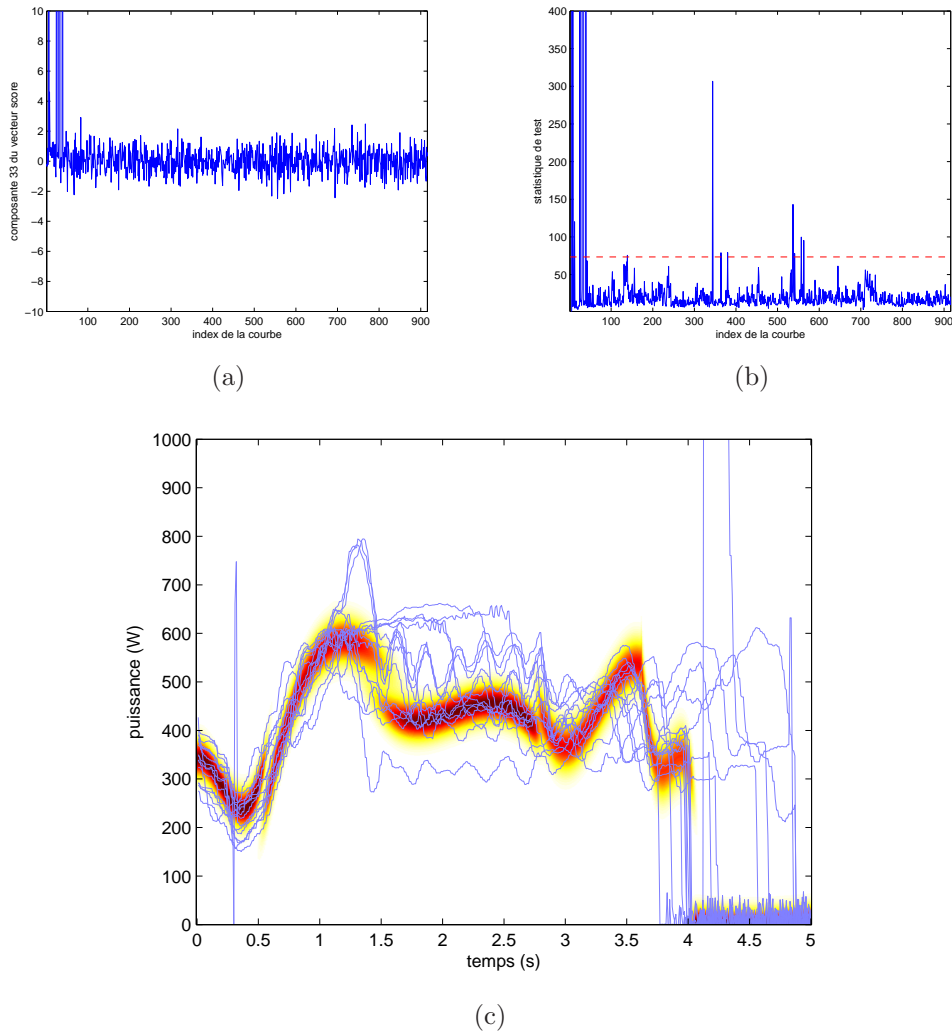 10
8
6
4
2
0
−2
−4
−6
−8
−10
composante 33 du vecteur score
100 200 300 400 500 600 700 800 900
index de la courbe
(a)
400
350
300
250
200
150
100
50
statistique de test
100 200 300 400 500 600 700 800 900
index de la courbe
(b)
1000
900
800
700
600
500
400
300
200
100
0
puissance (W)
0 0.5 1 1.5 2 2.5 3 3.5 4 4.5 5
temps (s)
(c)